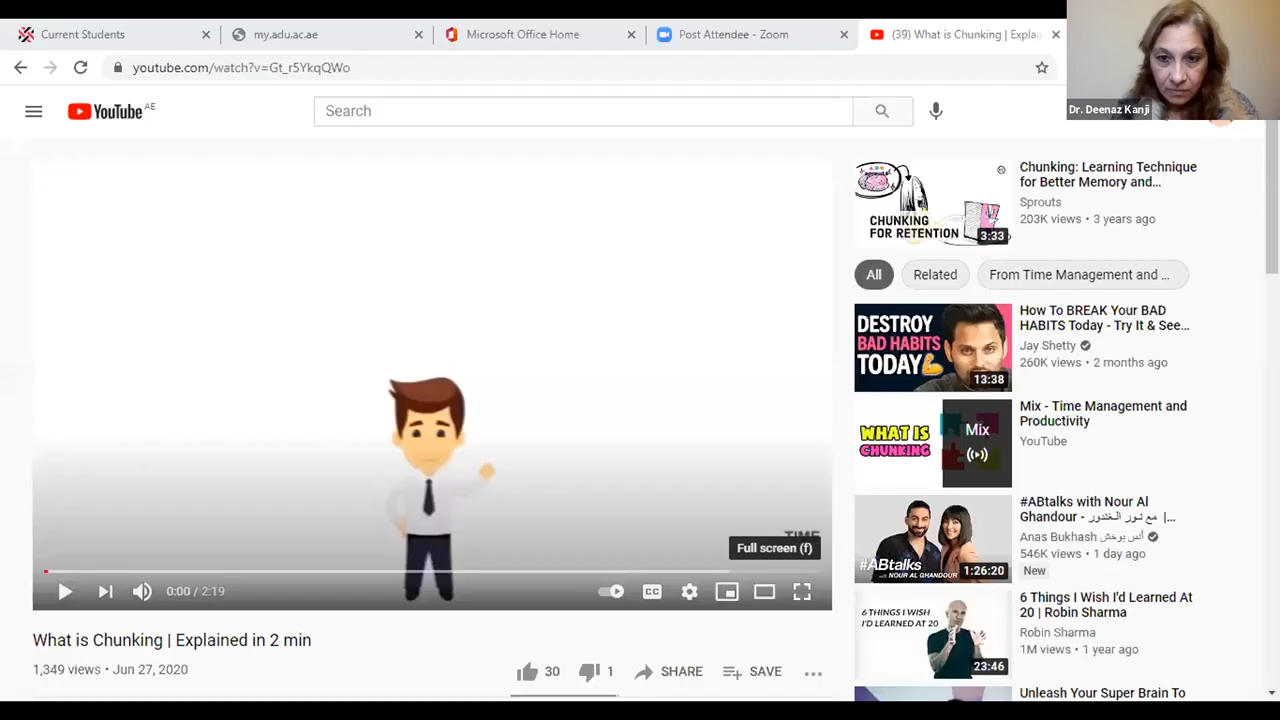 Current Students
my.adu.ac.ae
Microsoft Office Home
Post Attendee - Zoom
(39) What is Chunking | Explai
youtube.com/watch?v=Gt_r5YkqQWo
Dr. Deenaz Kanji
YouTube AE
Search
TIME
Full screen (f)
0:00 / 2:19
CC
What is Chunking | Explained in 2 min
1,349 views • Jun 27, 2020
30
1
SHARE
SAVE
CHUNKING
FOR RETENTION
3:33
Chunking: Learning Technique
for Better Memory and...
Sprouts
203K views • 3 years ago
All
Related
From Time Management and ...
DESTROY
BAD HABITS
TODAY
13:38
How To BREAK Your BAD
HABITS Today - Try It & See...
Jay Shetty
260K views • 2 months ago
WHAT IS
CHUNKING
Mix
Mix - Time Management and
Productivity
YouTube
#ABtalks
with NOUR AL GHANDOUR
1:26:20
#ABtalks with Nour Al
Ghandour - مع نور الغندور |...
Anas Bukhash أنس بوخش
546K views • 1 day ago
New
6 THINGS I WISH
I'D LEARNED AT 20
23:46
6 Things I Wish I'd Learned At
20 | Robin Sharma
Robin Sharma
1M views • 1 year ago
Unleash Your Super Brain To